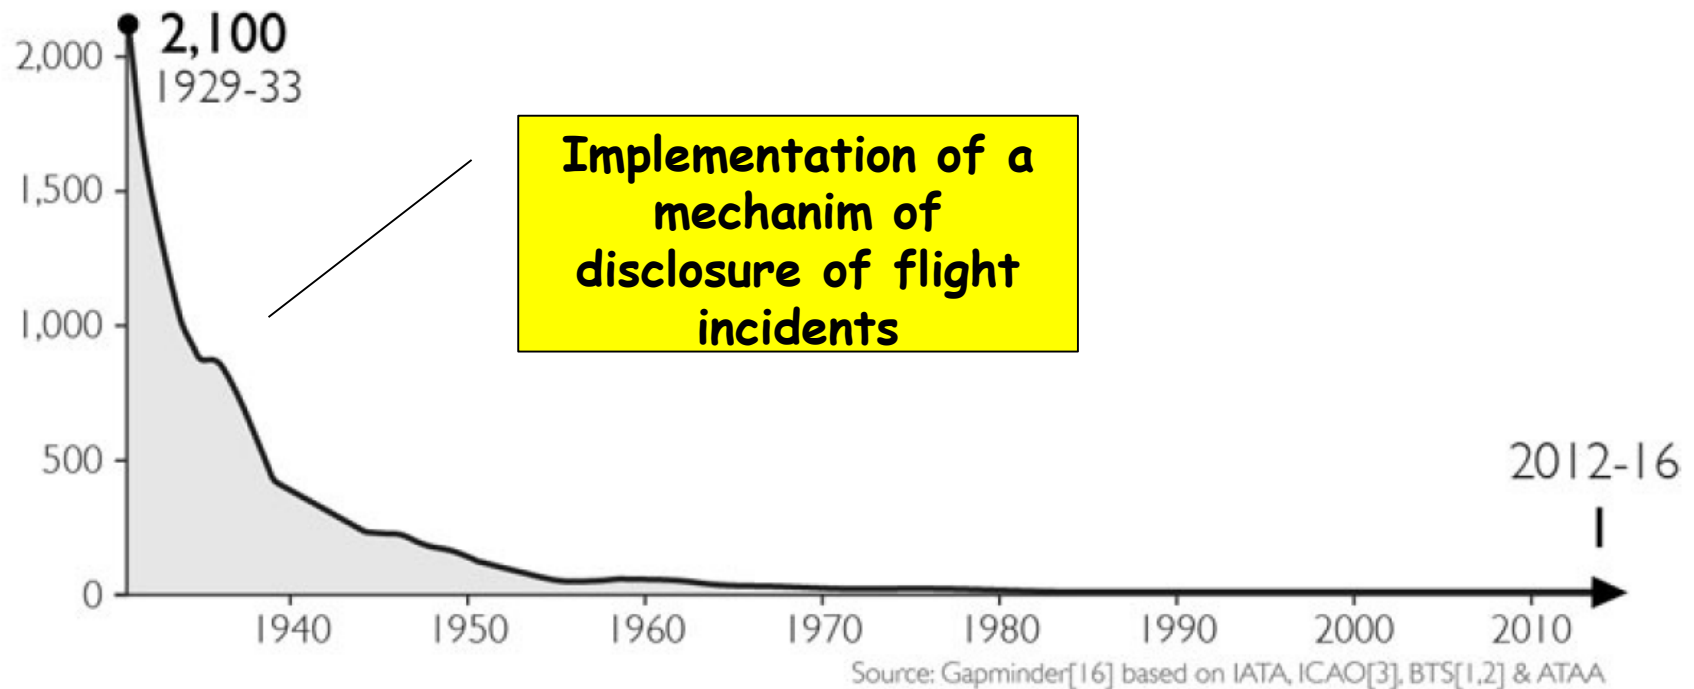 2,100
1929-33
2,000
1,500
1,000
500
0
Implementation of a
mechanim of
disclosure of flight
incidents
2012-16
1
1940 1950 1960 1970 1980 1990 2000 2010
Source: Gapminder[16] based on IATA, ICAO[3], BTS[1,2] & ATAA